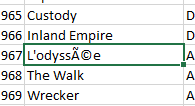 965 Custody D
966 Inland Empire D
967 L'odyssÃ©e A
968 The Walk A
969 Wrecker A